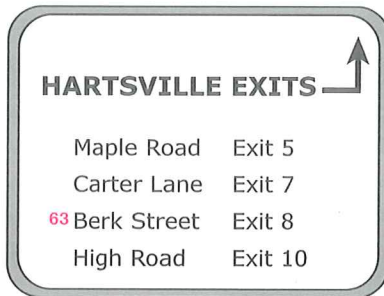 HARTSVILLE EXITS
Maple Road Exit 5
Carter Lane Exit 7
63 Berk Street Exit 8
High Road Exit 10